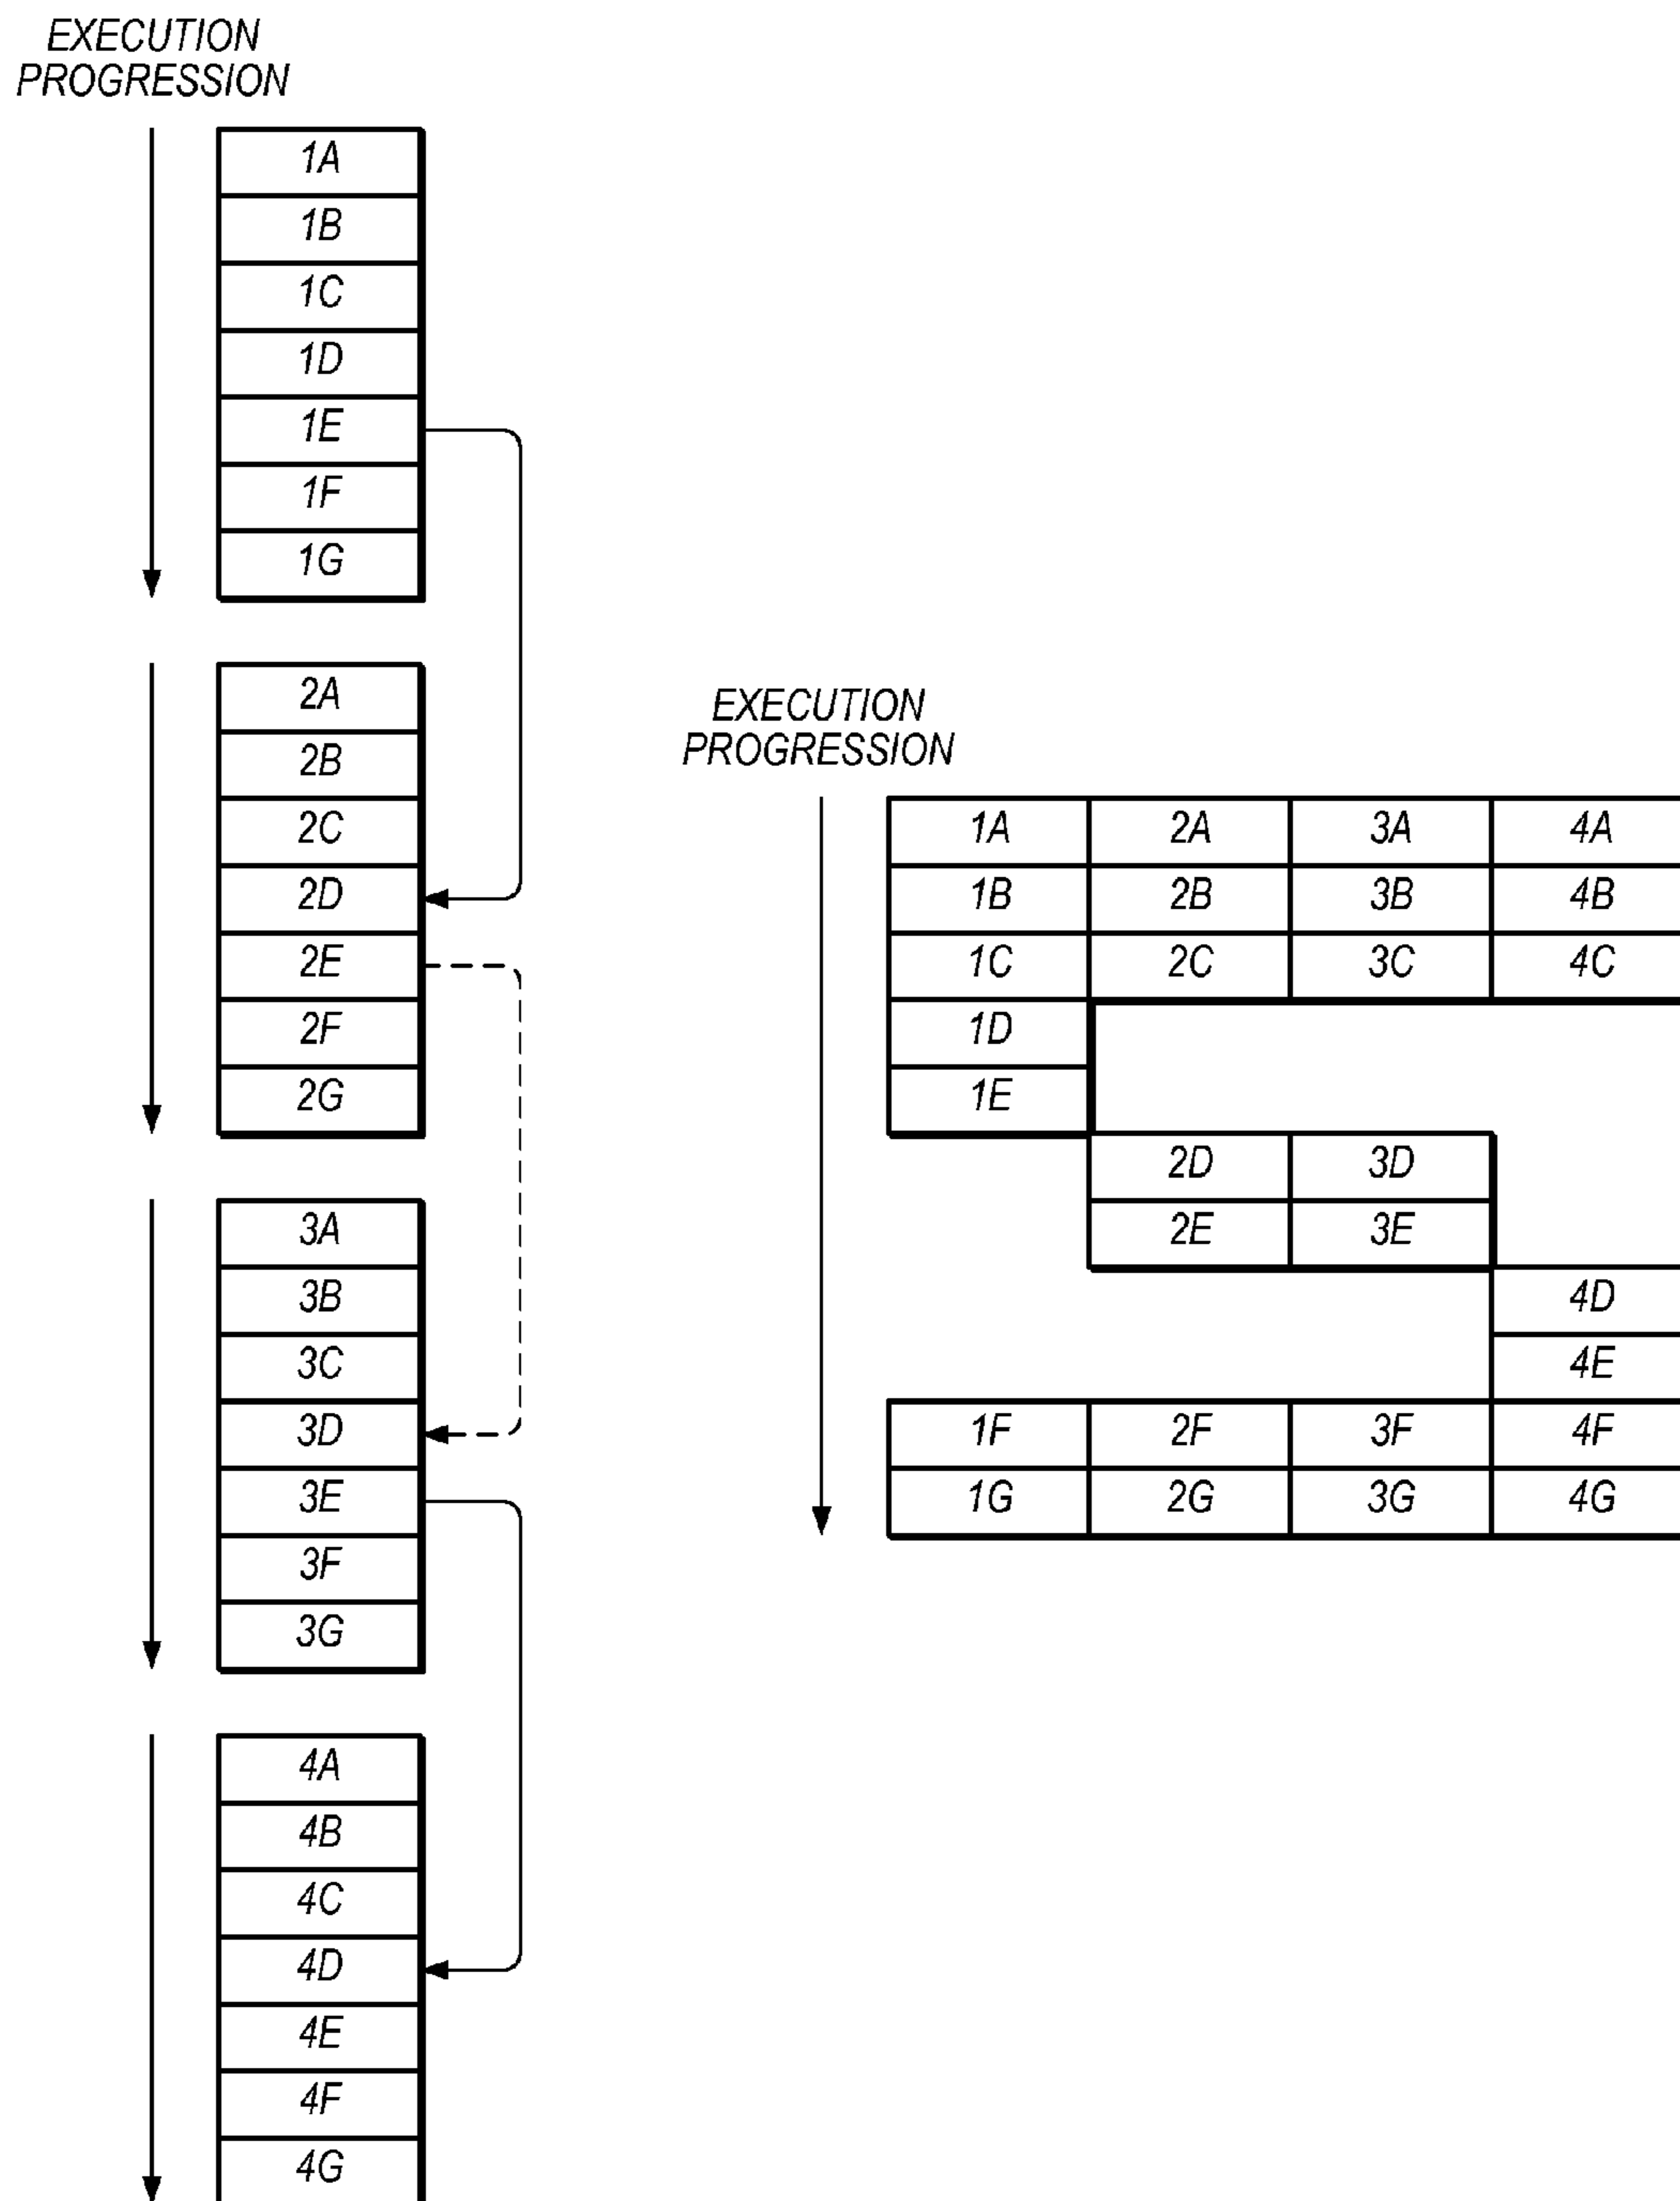 EXECUTION
PROGRESSION
1A
1B
1C
1D
1E
1F
1G
2A
2B
2C
2D
2E
2F
2G
3A
3B
3C
3D
3E
3F
3G
4A
4B
4C
4D
4E
4F
4G
EXECUTION
PROGRESSION
1A 2A 3A 4A
1B 2B 3B 4B
1C 2C 3C 4C
1D
1E
2D 3D
2E 3E
4D
4E
1F 2F 3F 4F
1G 2G 3G 4G